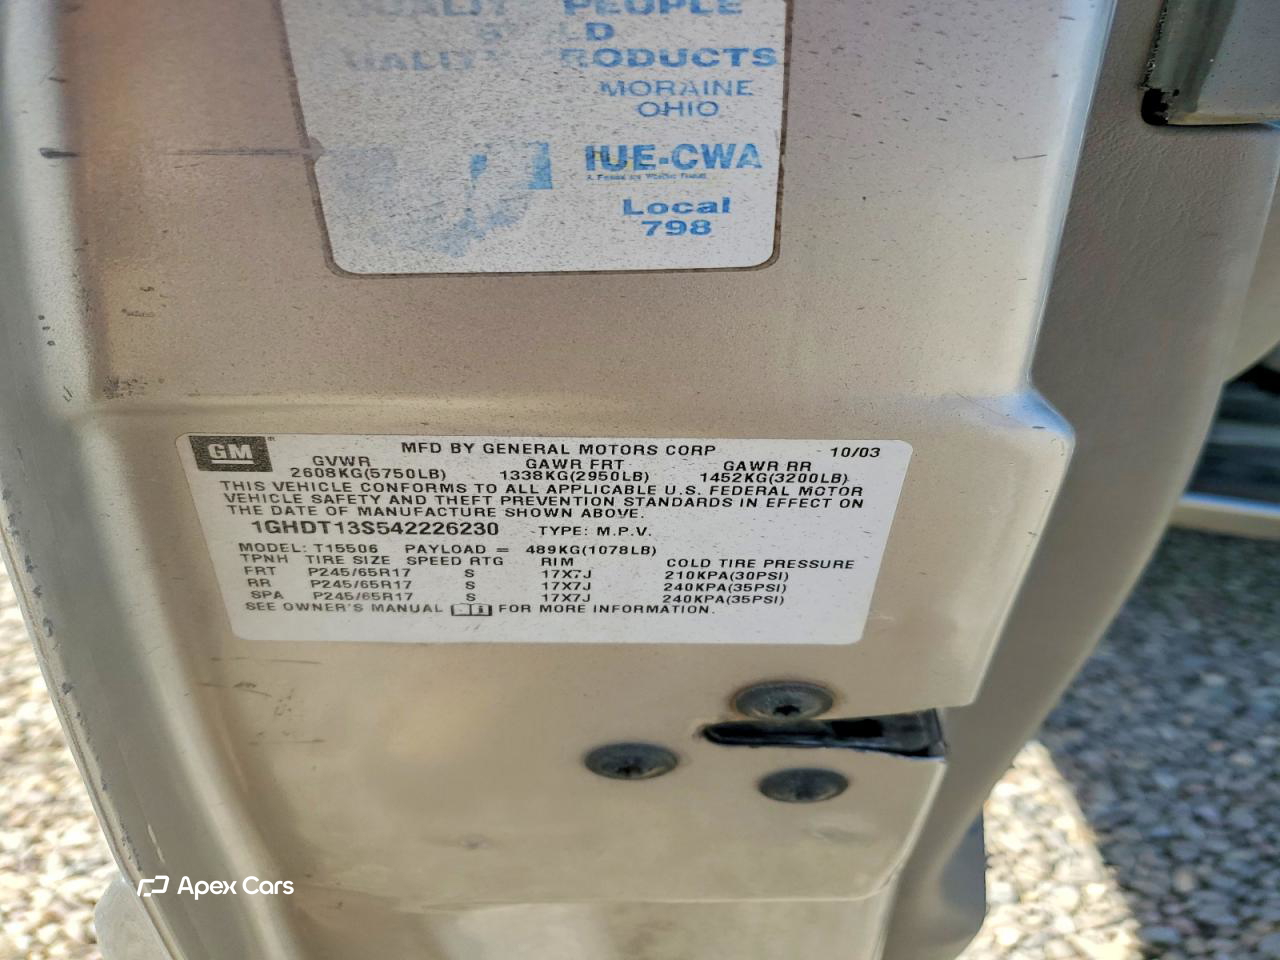 PEOPLE
PRODUCTS
MORAINE
OHIO
IUE-CWA
Local
798
GM
MFD BY GENERAL MOTORS CORP 10/03
GVWR GAWR FRT GAWR RR
2608KG(5750LB) 1338KG(2950LB) 1452KG(3200LB)
THIS VEHICLE CONFORMS TO ALL APPLICABLE U.S. FEDERAL MOTOR
VEHICLE SAFETY AND THEFT PREVENTION STANDARDS IN EFFECT ON
THE DATE OF MANUFACTURE SHOWN ABOVE.
1GHDT13S542226230 TYPE: M.P.V.
MODEL: T15506 PAYLOAD = 489KG(1078LB)
TPNH TIRE SIZE SPEED RTG RIM COLD TIRE PRESSURE
FRT P245/65R17 S 17X7J 210KPA(30PSI)
RR P245/65R17 S 17X7J 240KPA(35PSI)
SPA P245/65R17 S 17X7J 240KPA(35PSI)
SEE OWNER'S MANUAL FOR MORE INFORMATION.
Apex Cars